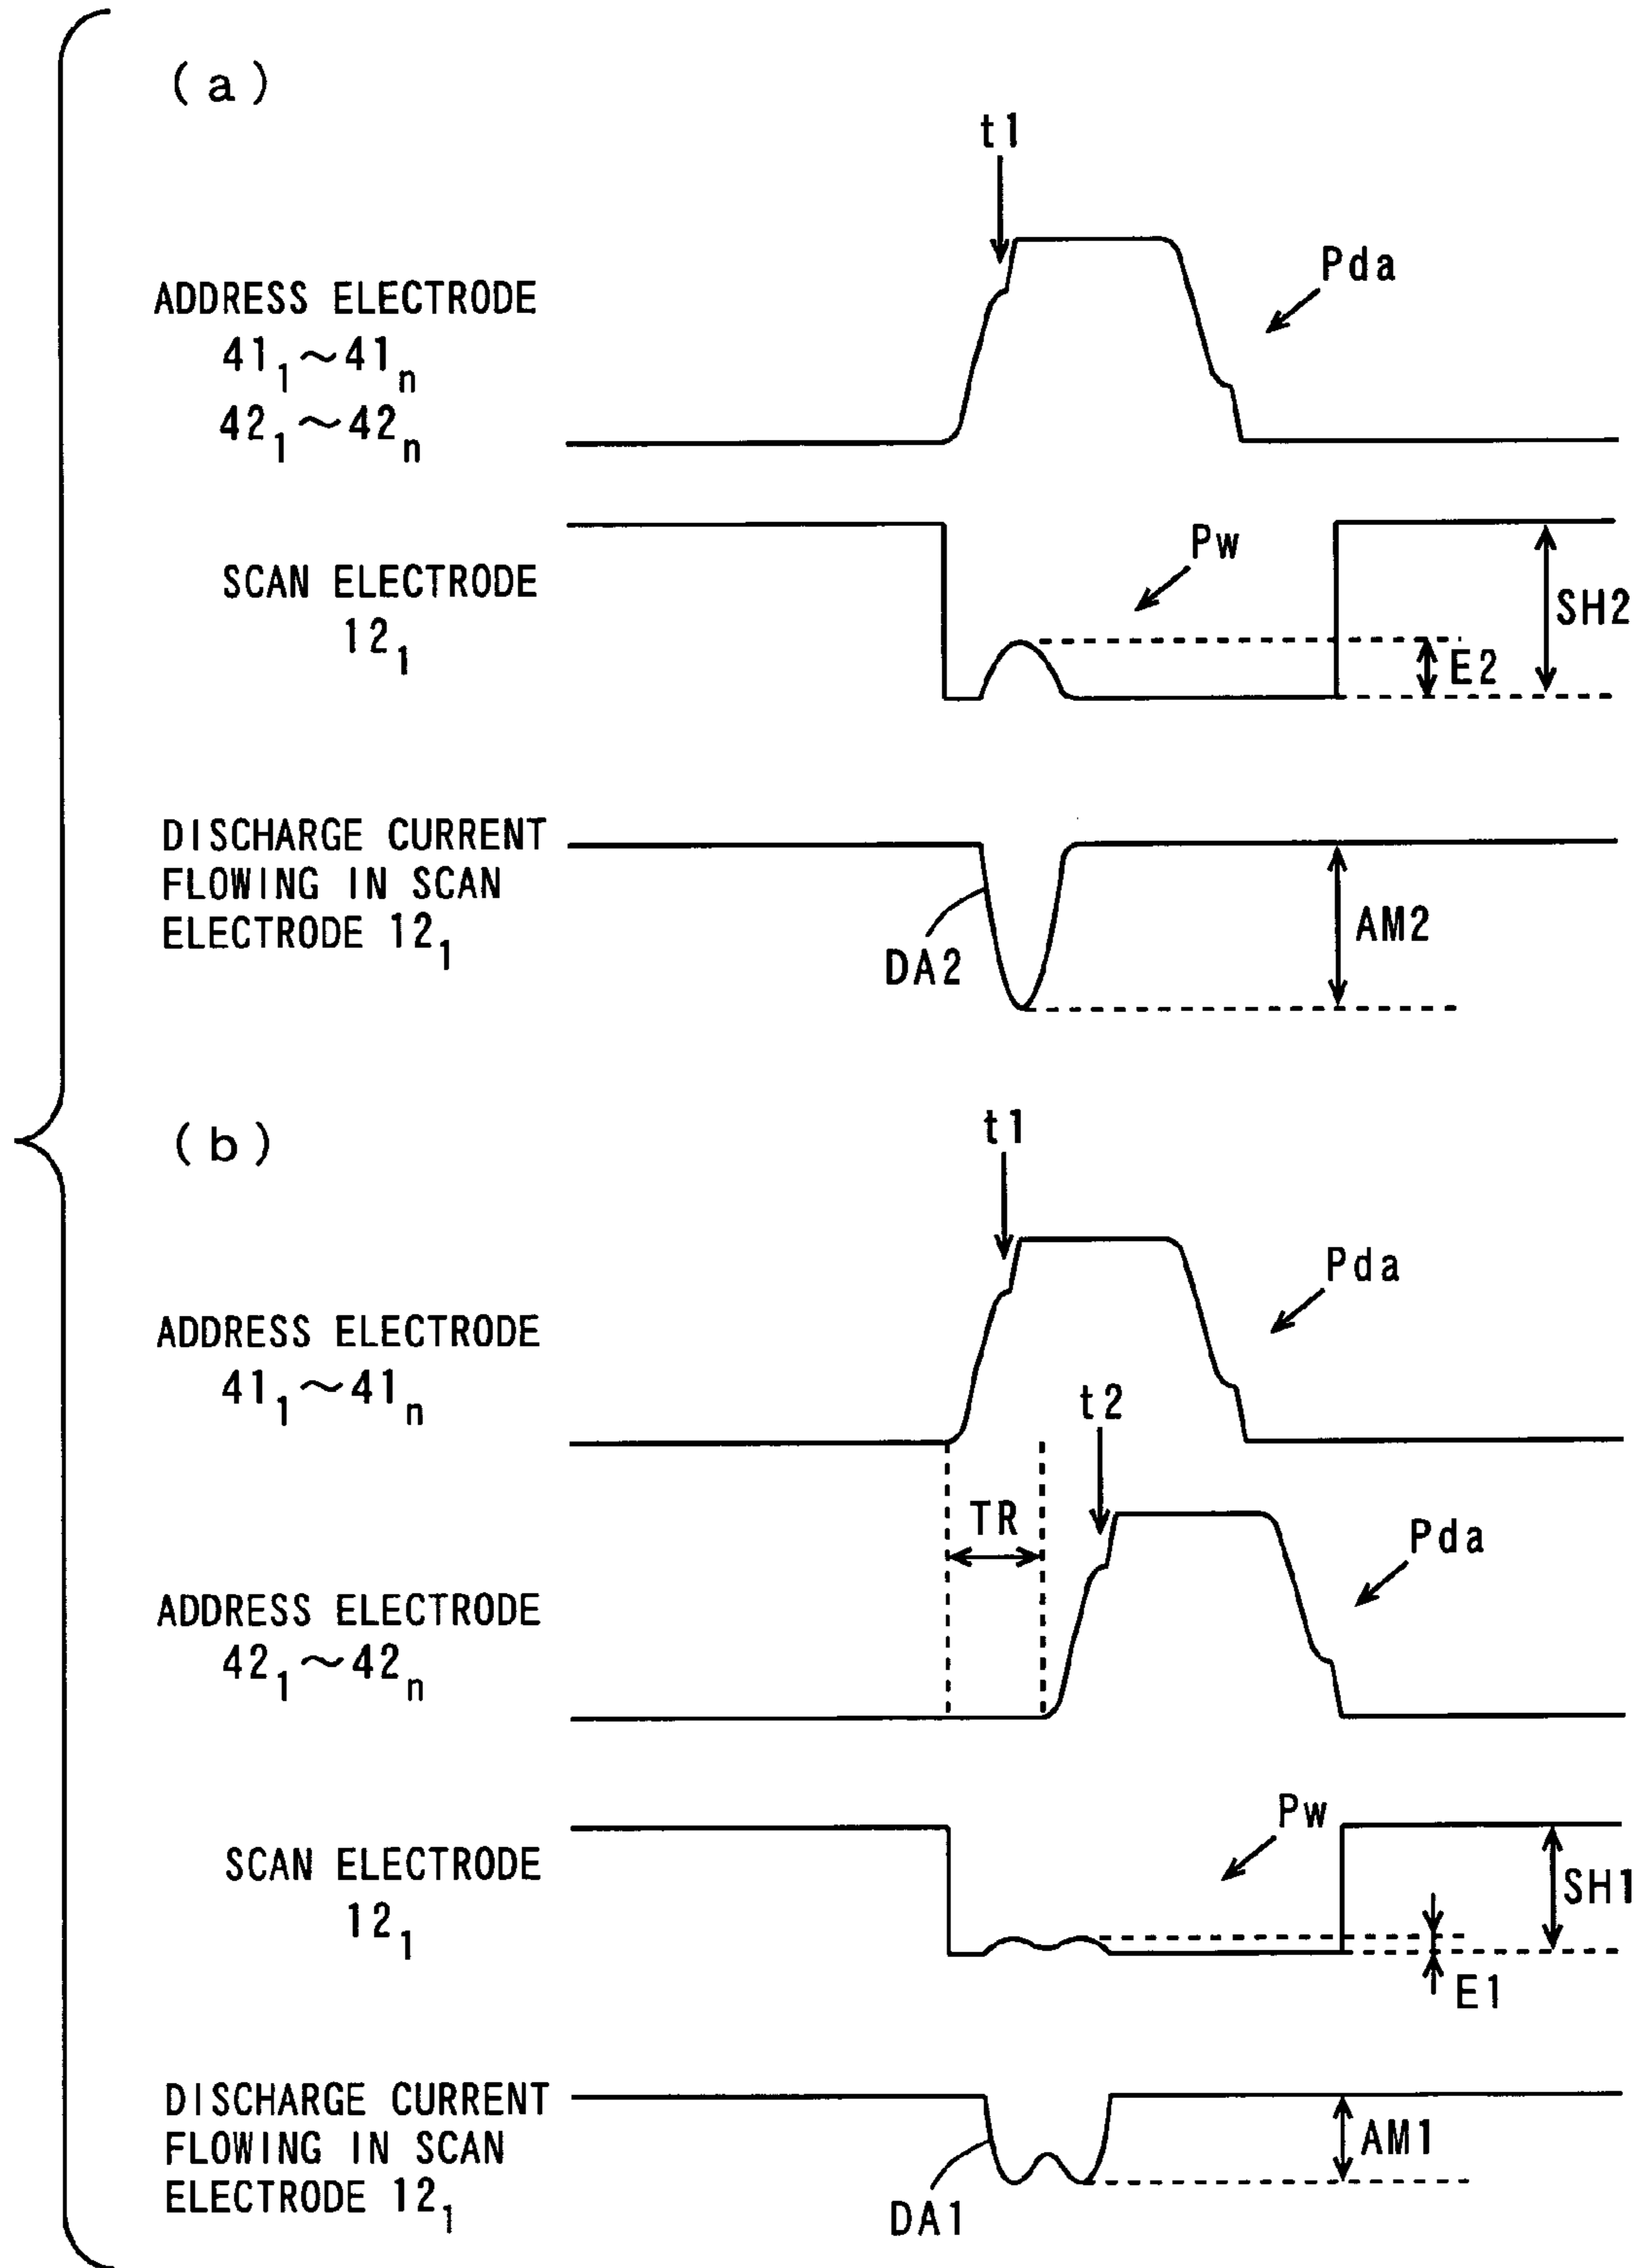 (a)
t1
Pda
ADDRESS ELECTRODE
41₁～41ₙ
42₁～42ₙ
Pw
SCAN ELECTRODE
12₁
SH2
E2
DISCHARGE CURRENT
FLOWING IN SCAN
ELECTRODE 12₁
DA2
AM2
(b)
t1
Pda
ADDRESS ELECTRODE
41₁～41ₙ
t2
TR
Pda
ADDRESS ELECTRODE
42₁～42ₙ
Pw
SCAN ELECTRODE
12₁
SH1
E1
DISCHARGE CURRENT
FLOWING IN SCAN
ELECTRODE 12₁
DA1
AM1